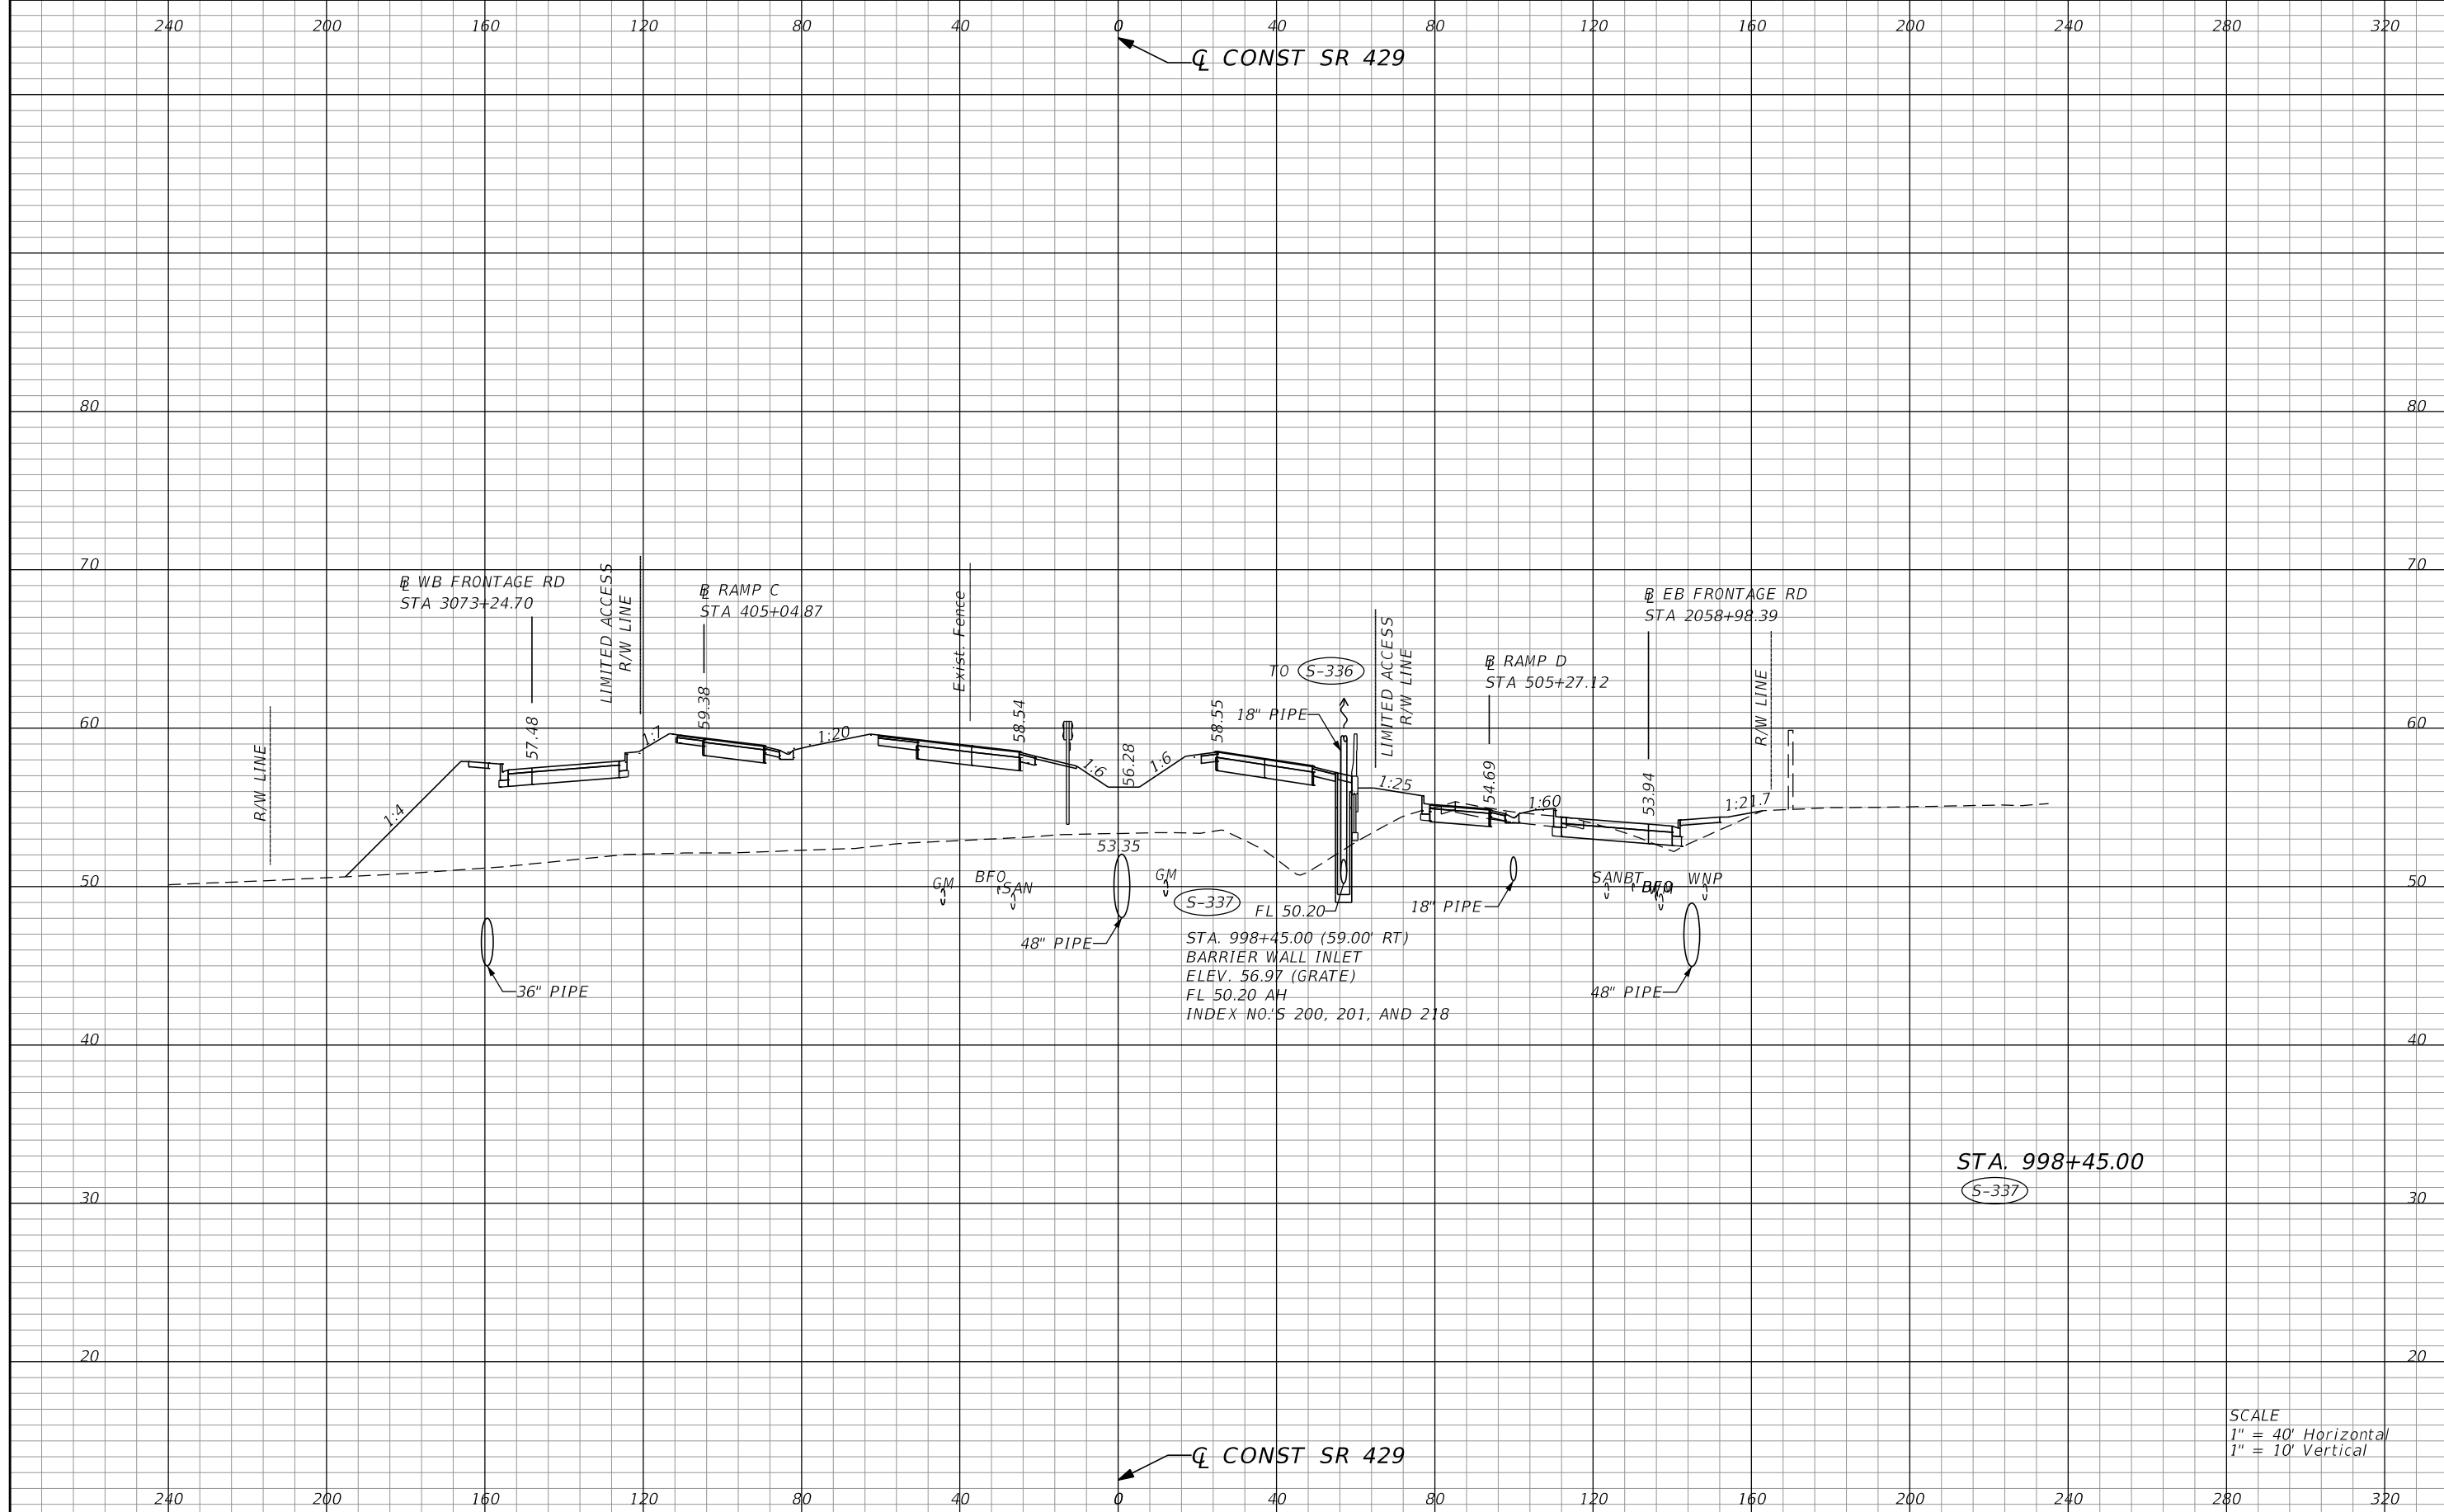 240 200 160 120 80 40 0 40 80 120 160 200 240 280 320
℄ CONST SR 429
80 80
70 70
℄ WB FRONTAGE RD
STA 3073+24.70
LIMITED ACCESS
R/W LINE
B RAMP C
STA 405+04.87
Exist. Fence
B EB FRONTAGE RD
STA 2058+98.39
LIMITED ACCESS
R/W LINE
B RAMP D
STA 505+27.12
TO S-336
18" PIPE
R/W LINE
R/W LINE
60 60
57.48
1:7
59.38
1:20
58.54
1:6
56.28
1:6
58.55
1:25
54.69
1:60
53.94
1:21.7
1:4
53.35
50 50
GM
BFO
SAN
GM
S-337
FL 50.20
18" PIPE
SAN
BT
BFO
WNP
48" PIPE
STA. 998+45.00 (59.00' RT)
BARRIER WALL INLET
ELEV. 56.97 (GRATE)
FL 50.20 AH
INDEX NO.'S 200, 201, AND 218
36" PIPE
48" PIPE
40 40
STA. 998+45.00
S-337
30 30
20 20
SCALE
1" = 40' Horizontal
1" = 10' Vertical
℄ CONST SR 429
240 200 160 120 80 40 0 40 80 120 160 200 240 280 320